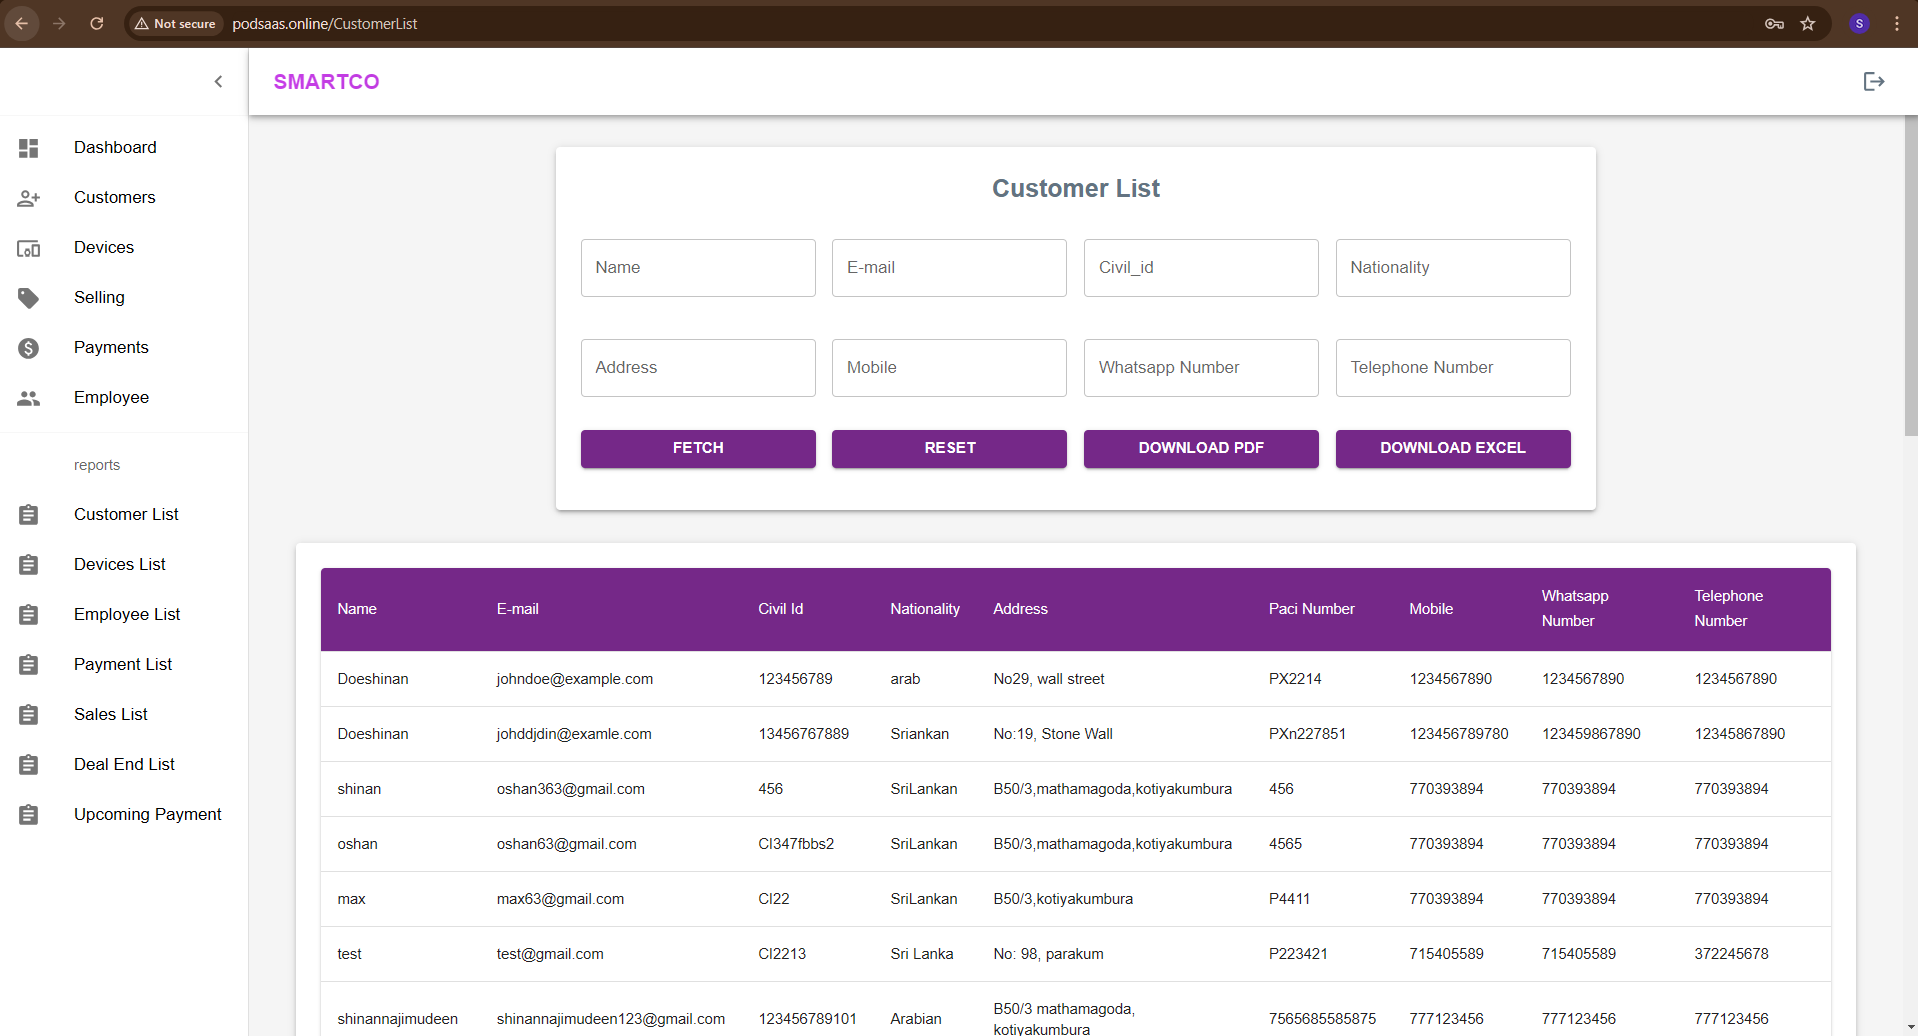 Not secure podsaas.online/CustomerList S
SMARTCO
Dashboard
Customers
Devices
Selling
Payments
Employee
reports
Customer List
Devices List
Employee List
Payment List
Sales List
Deal End List
Upcoming Payment
Customer List
Name E-mail Civil_id Nationality
Address Mobile Whatsapp Number Telephone Number
FETCH RESET DOWNLOAD PDF DOWNLOAD EXCEL
Name E-mail Civil Id Nationality Address Paci Number Mobile Whatsapp Number Telephone Number
Doeshinan johndoe@example.com 123456789 arab No29, wall street PX2214 1234567890 1234567890 1234567890
Doeshinan johddjdin@examle.com 13456767889 Sriankan No:19, Stone Wall PXn227851 123456789780 123459867890 12345867890
shinan oshan363@gmail.com 456 SriLankan B50/3,mathamagoda,kotiyakumbura 456 770393894 770393894 770393894
oshan oshan63@gmail.com CI347fbbs2 SriLankan B50/3,mathamagoda,kotiyakumbura 4565 770393894 770393894 770393894
max max63@gmail.com CI22 SriLankan B50/3,kotiyakumbura P4411 770393894 770393894 770393894
test test@gmail.com CI2213 Sri Lanka No: 98, parakum P223421 715405589 715405589 372245678
shinannajimudeen shinannajimudeen123@gmail.com 123456789101 Arabian B50/3 mathamagoda, kotiyakumbura 7565685585875 777123456 777123456 777123456